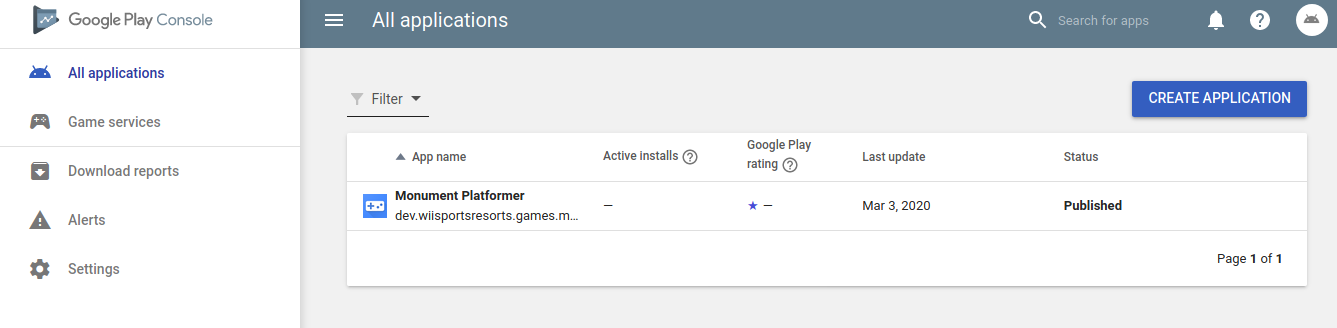 Google Play Console
All applications
Search for apps
All applications
Game services
Download reports
Alerts
Settings
Filter
CREATE APPLICATION
App name
Active installs
Google Play
rating
Last update
Status
Monument Platformer
dev.wiisportsresorts.games.m...
–
–
Mar 3, 2020
Published
Page 1 of 1